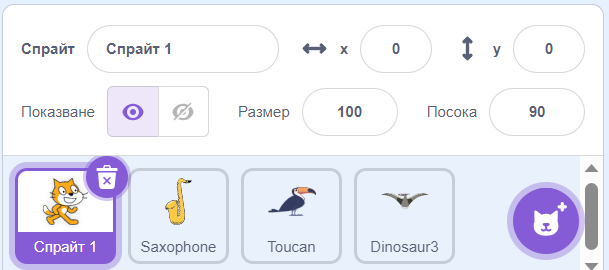 Спрайт Спрайт 1 x 0 y 0
Показване Размер 100 Посока 90
Спрайт 1 Saxophone Toucan Dinosaur3